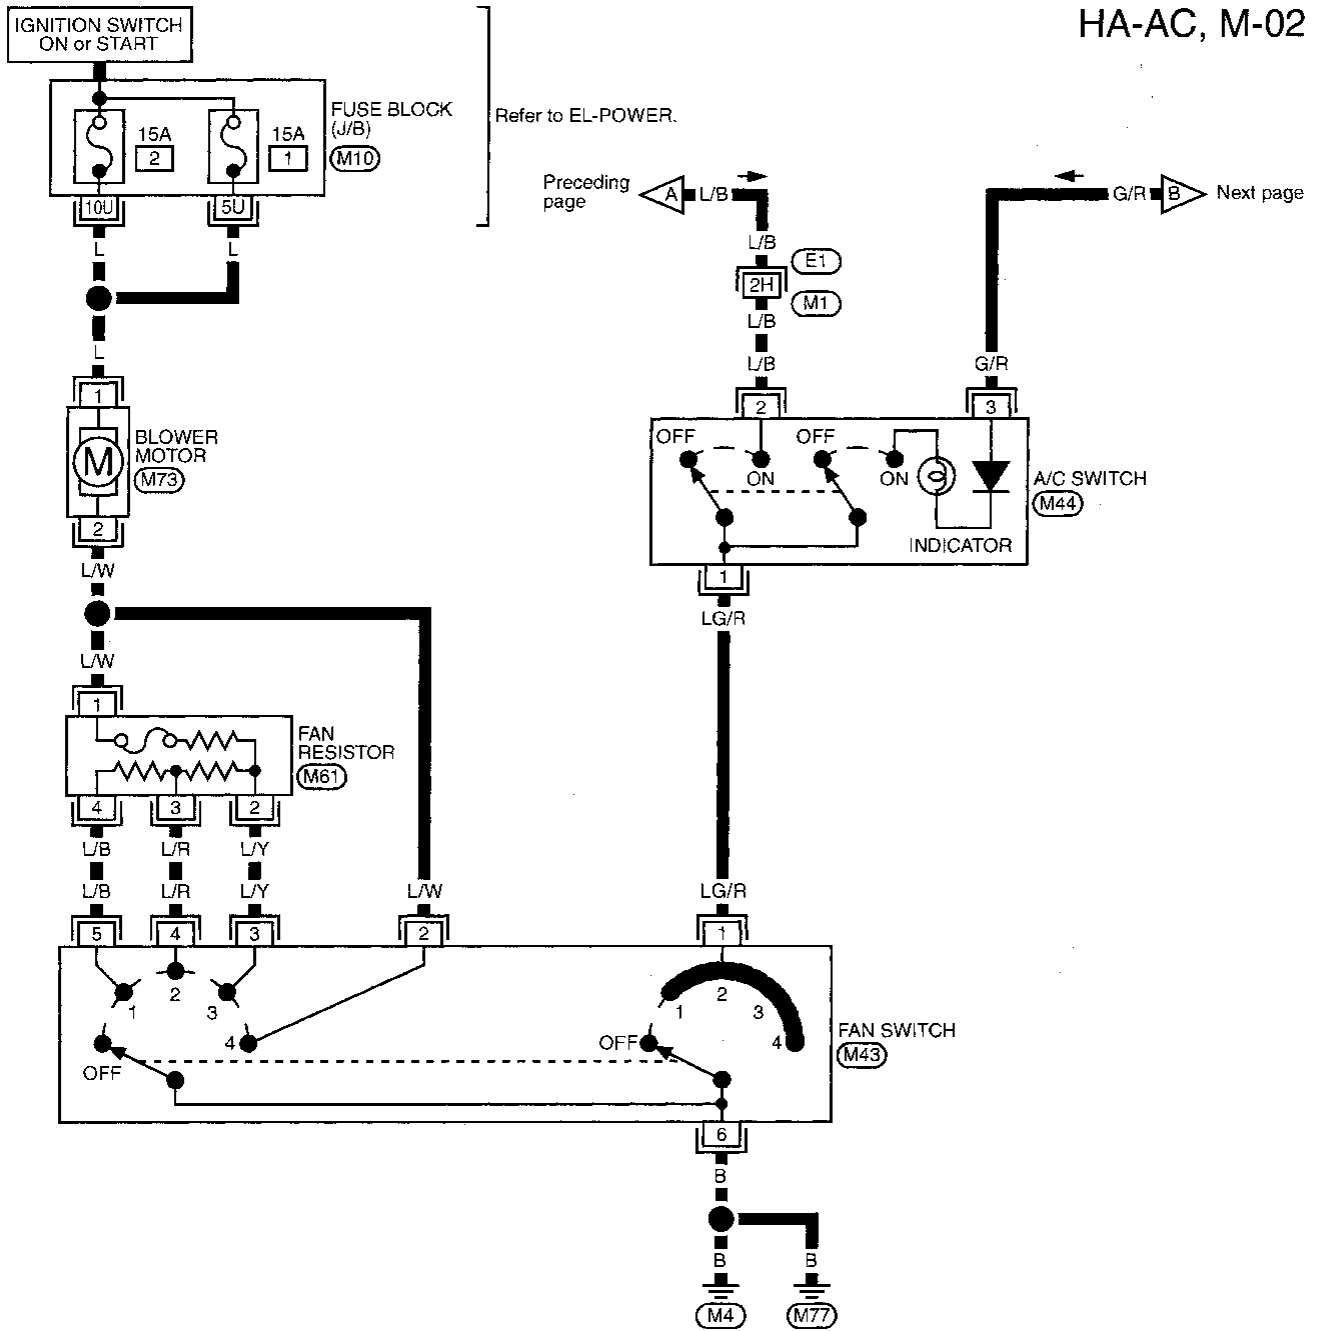 HA-AC, M-02
IGNITION SWITCH
ON or START
FUSE BLOCK
(J/B)
M10
15A
2
15A
1
10U
5U
Refer to EL-POWER.
Preceding
page
A
L/B
G/R
B
Next page
L
L
L/B
E1
2H
M1
L/B
L
L/B
G/R
1
2
3
BLOWER
MOTOR
M
M73
OFF
ON
OFF
ON
A/C SWITCH
M44
INDICATOR
2
1
L/W
LG/R
L/W
1
FAN
RESISTOR
M61
4
3
2
L/B
L/R
L/Y
L/B
L/R
L/Y
L/W
LG/R
5
4
3
2
1
1
2
3
4
OFF
1
2
3
4
OFF
FAN SWITCH
M43
6
B
B
B
M4
M77